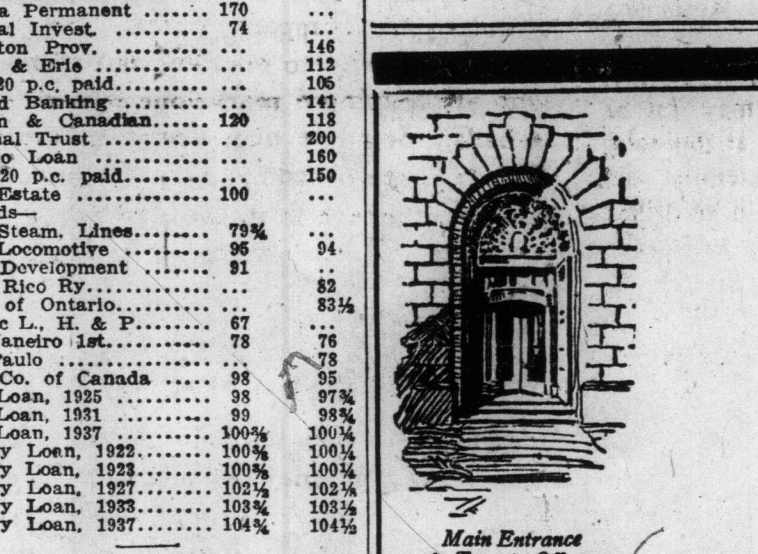 a Permanent ........ 170 ...
al Invest. .......... 74 ...
ton Prov. .......... ... 146
& Erie .......... ... 112
20 p.c. paid........ ... 105
d Banking .......... ... 141
n & Canadian..... 120 118
nal Trust .......... ... 200
o Loan .......... ... 160
20 p.c. paid...... ... 150
Estate .......... 100 ...
ds—
Steam. Lines........ 79¾ ...
Locomotive ........ 95 94
Development ........ 91 ..
Rico Ry............ ... 82
of Ontario.......... ... 83½
c L., H. & P........ 67 ...
aneiro 1st.......... 78 76
Paulo .......... ... 78
Co. of Canada ..... 98 95
Loan, 1925 ........ 98 97¾
Loan, 1931 ........ 99 98¾
Loan, 1937 ........ 100⅜ 100¼
y Loan, 1922........ 100⅜ 100¼
y Loan, 1923........ 100⅜ 100¼
y Loan, 1927........ 102½ 102⅛
y Loan, 1933........ 103¾ 103½
y Loan, 1937........ 104¾ 104½
Main Entrance